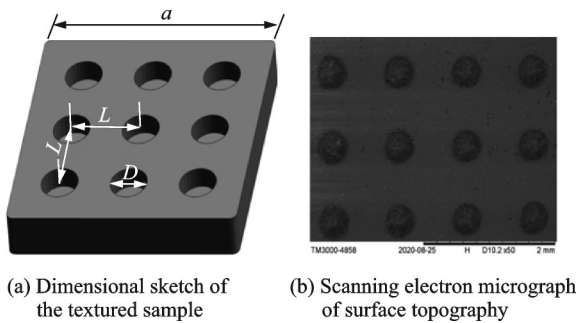 a
L
L
D
TM3000-4858 2020-08-25 H D10.2 x50 2 mm
(a) Dimensional sketch of
the textured sample
(b) Scanning electron micrograph
of surface topography